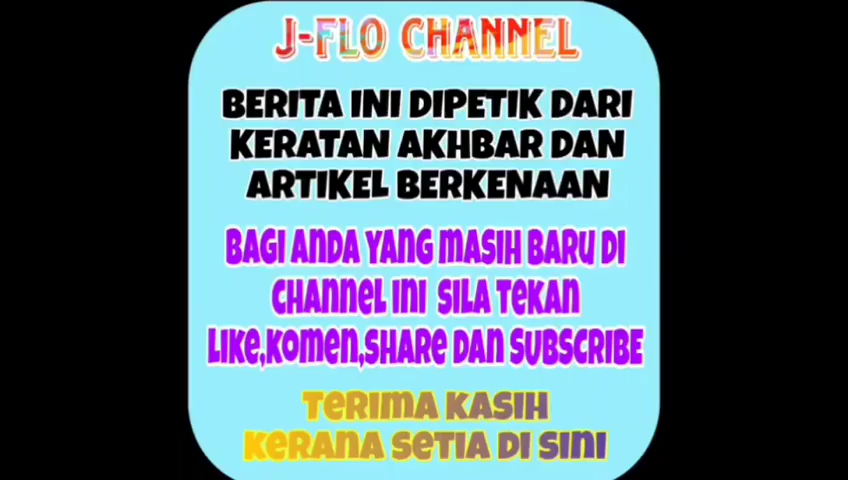 J-FLO CHANNEL
BERITA INI DIPETIK DARI
KERATAN AKHBAR DAN
ARTIKEL BERKENAAN
BAGI ANDA YANG MASIH BARU DI
CHANNEL INI SILA TEKAN
LIKE,KOMEN,SHARE DAN SUBSCRIBE
TERIMA KASIH
KERANA SETIA DI SINI